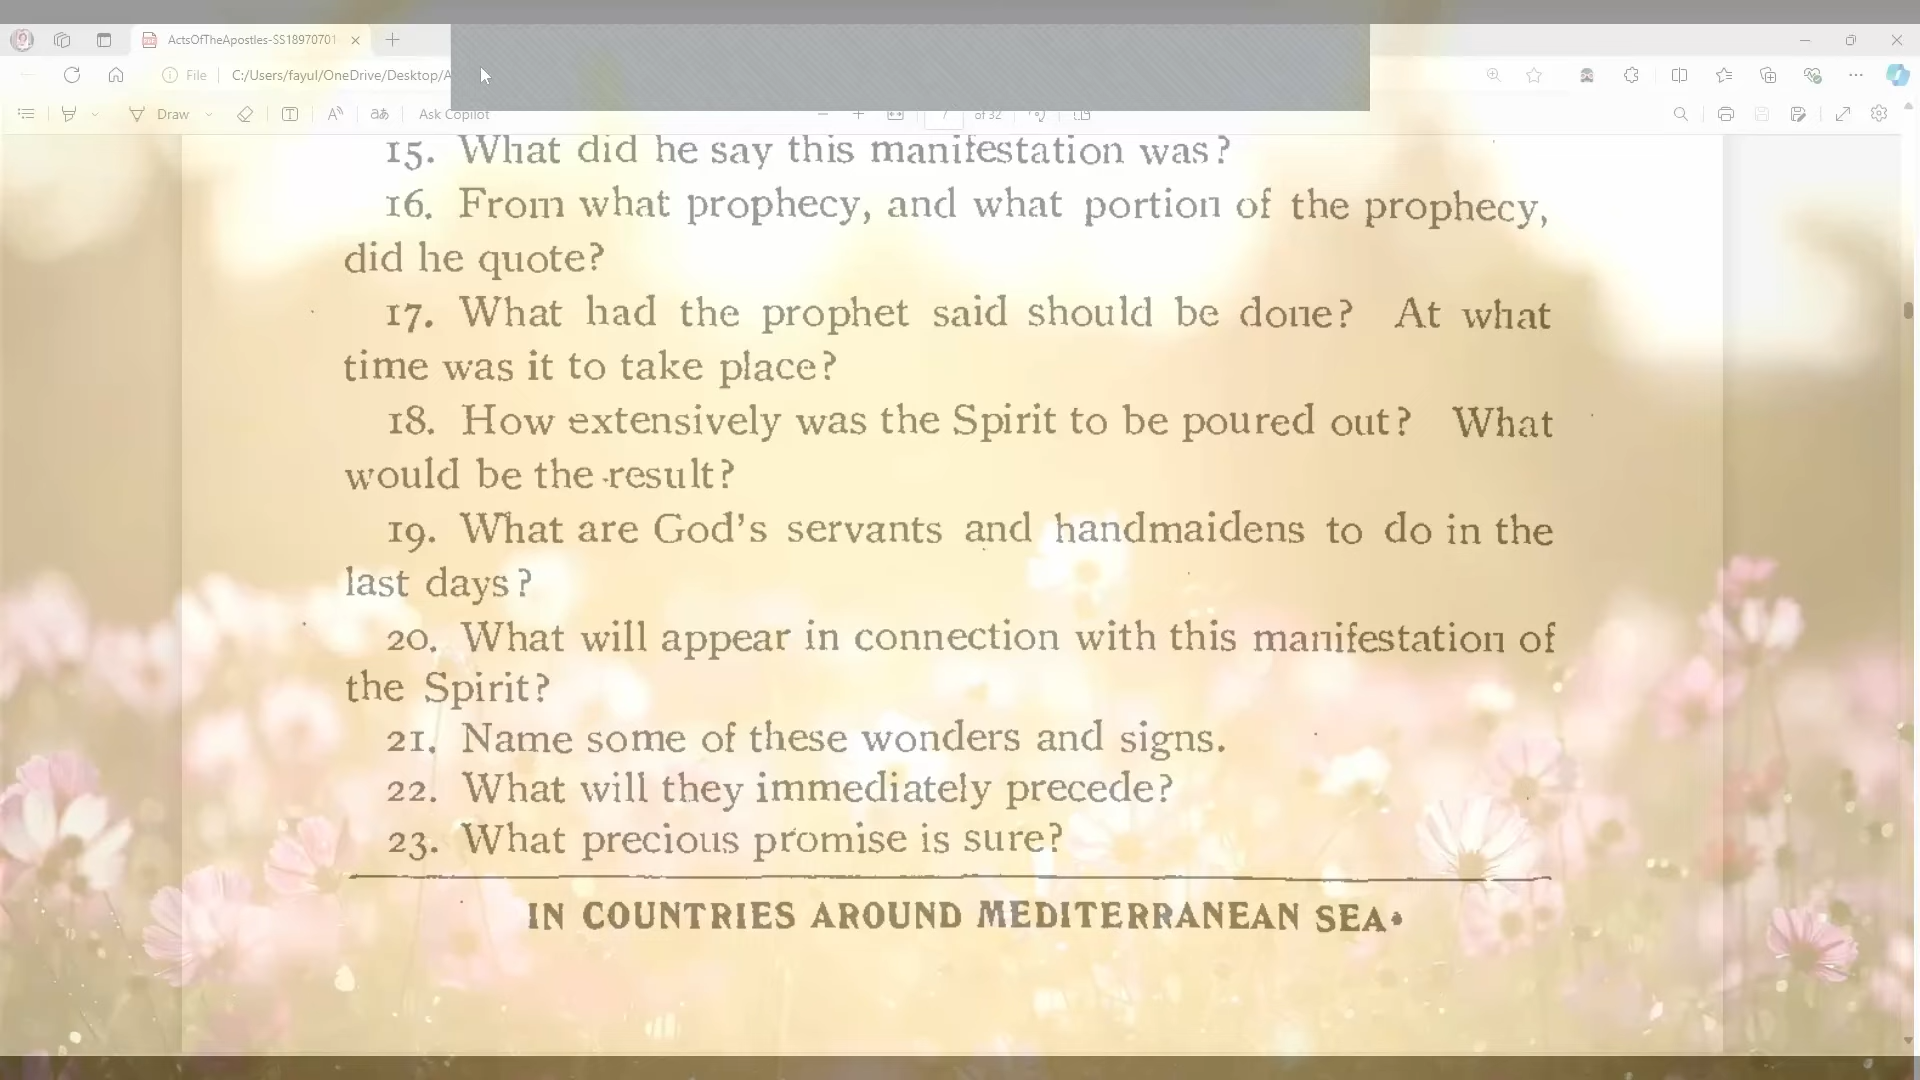 ActsOfTheApostles-SS18970701
File
C:/Users/fayul/OneDrive/Desktop/A
Draw
Ask Copilot
7 of 32
15. What did he say this manifestation was?
16. From what prophecy, and what portion of the prophecy,
did he quote?
17. What had the prophet said should be done? At what
time was it to take place?
18. How extensively was the Spirit to be poured out? What
would be the result?
19. What are God's servants and handmaidens to do in the
last days?
20. What will appear in connection with this manifestation of
the Spirit?
21. Name some of these wonders and signs.
22. What will they immediately precede?
23. What precious promise is sure?
IN COUNTRIES AROUND MEDITERRANEAN SEA.